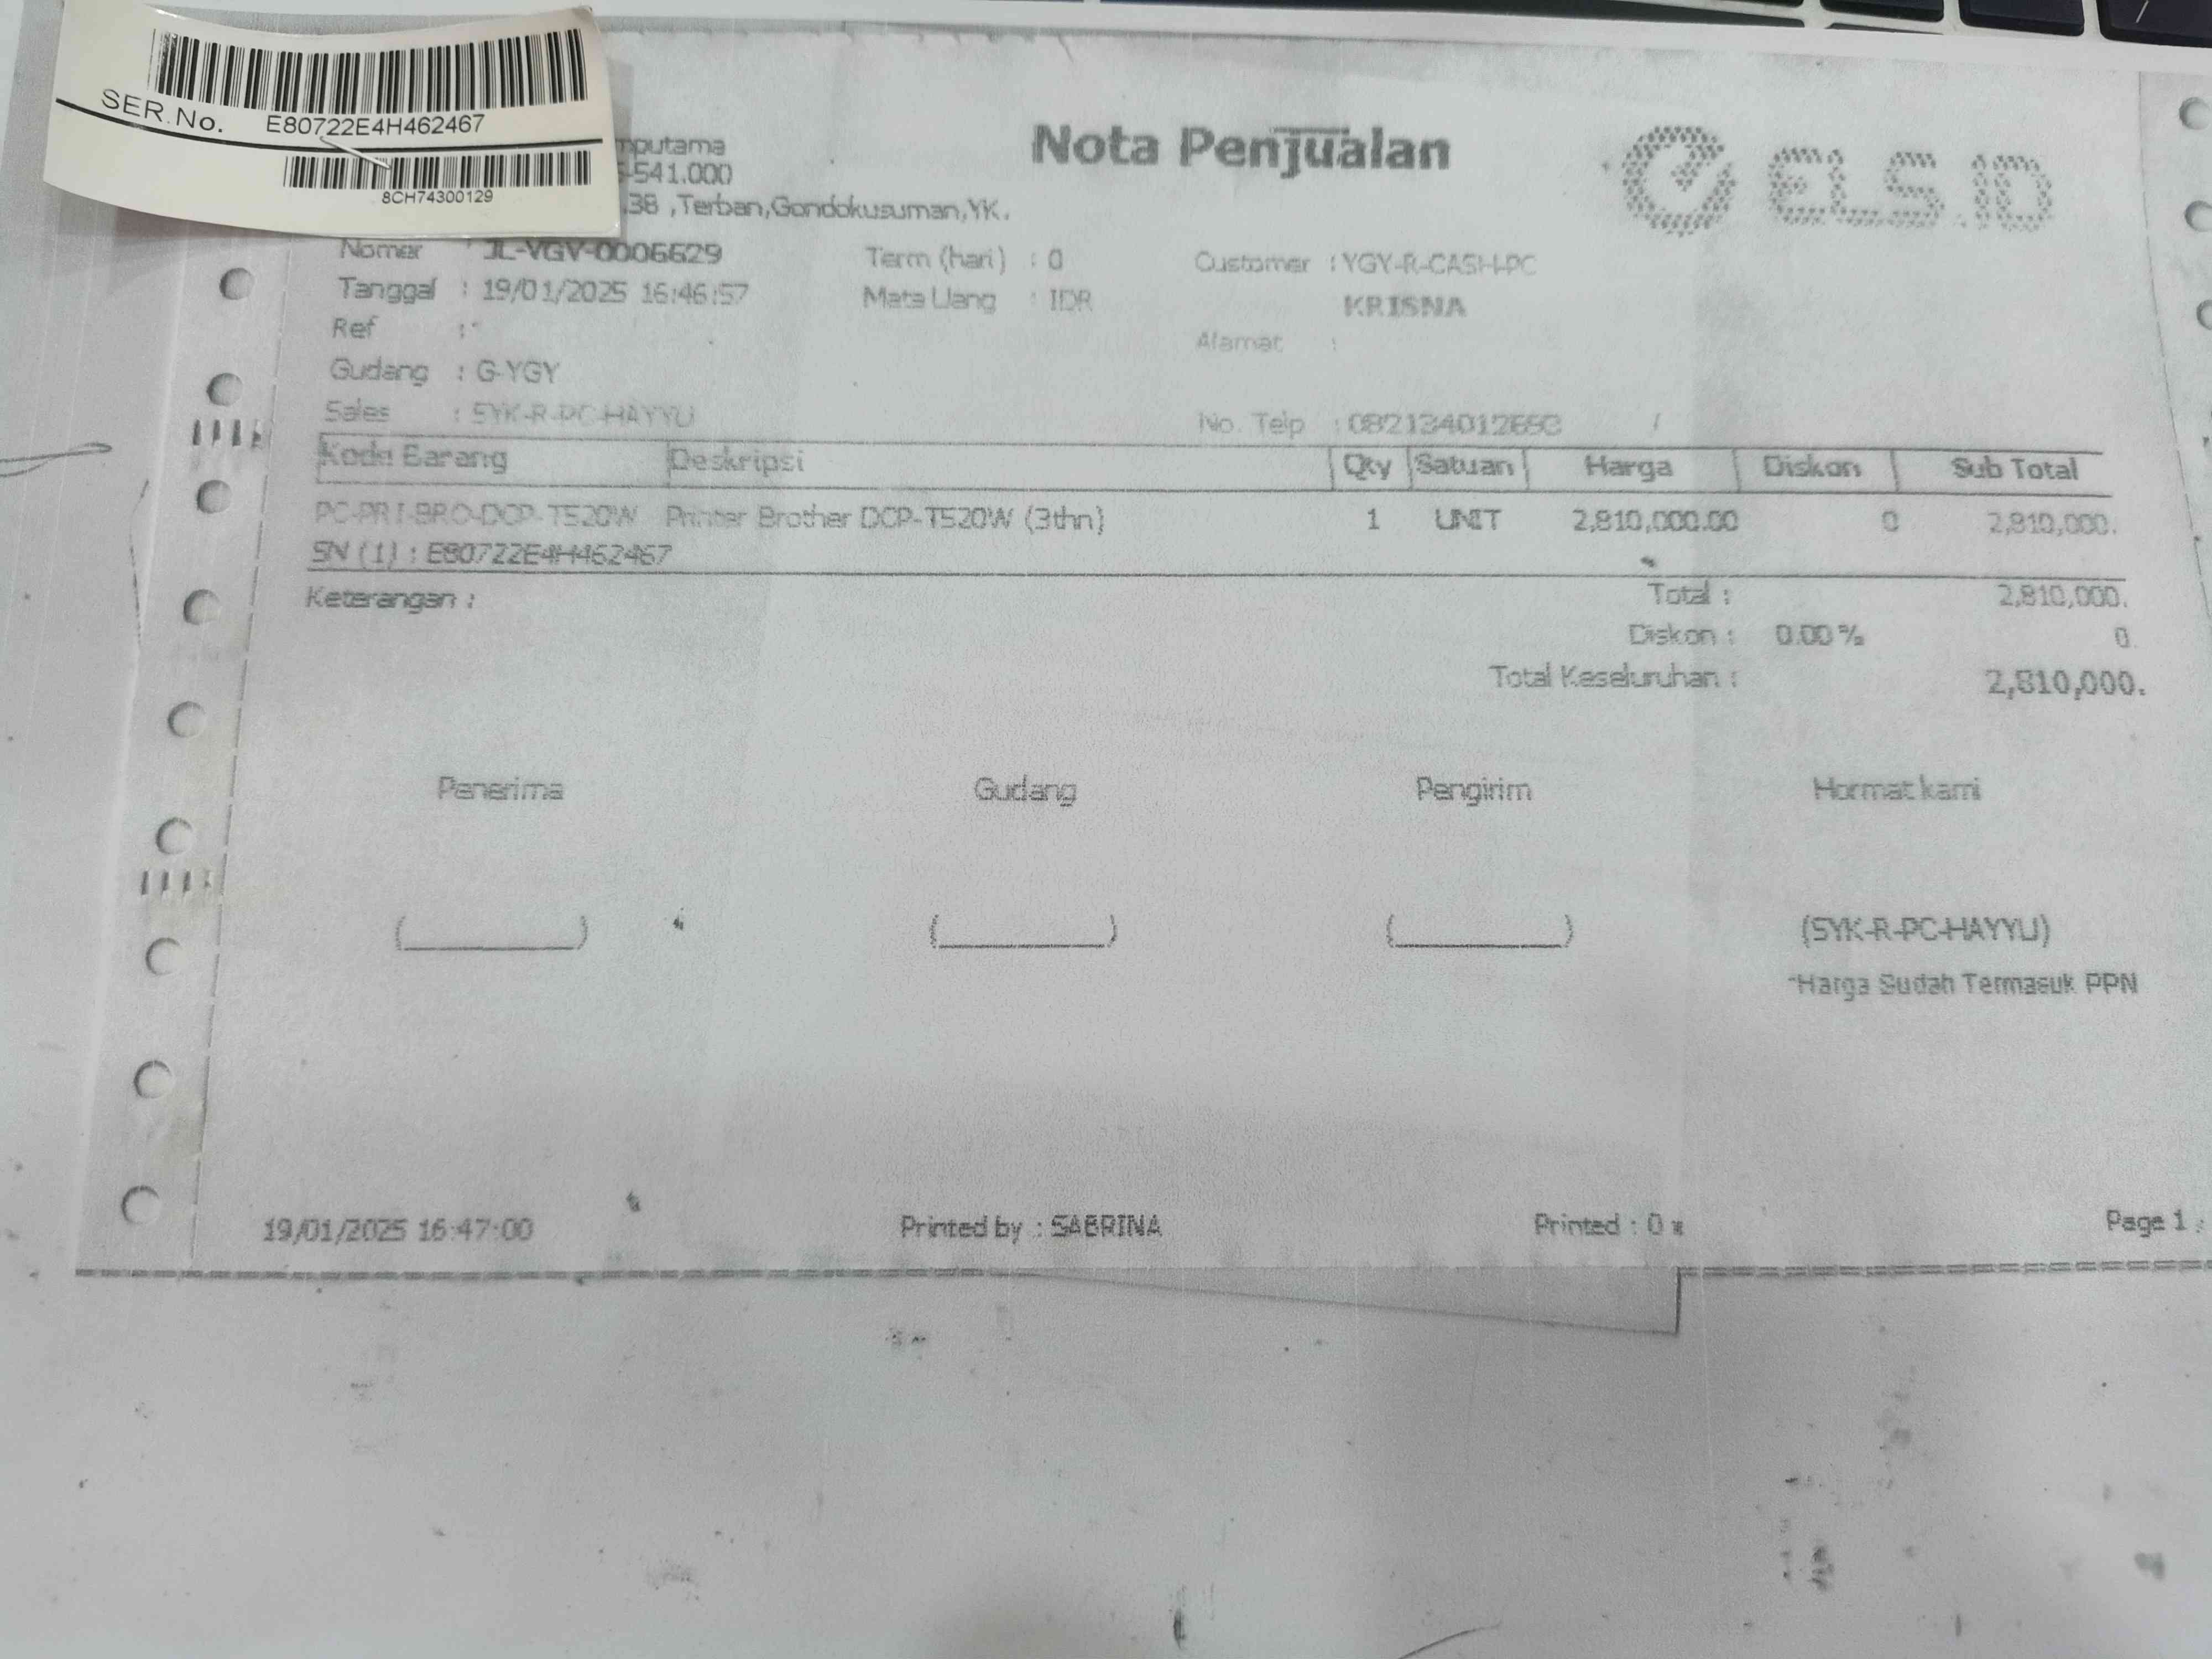 SER.No. E80722E4H462467
8CH74300129
Nota Penjualan
ELS.ID
mputama
-541.000
.38 ,Terban,Gondokusuman,YK.
Nomer : JL-YGY-0006629
Term (hari) : 0
Customer : YGY-R-CASH-PC
Tanggal : 19/01/2025 16:46:57
Mata Uang : IDR
KRISNA
Ref :
Alamat :
Gudang : G-YGY
Sales : SYK-R-PC-HAYYU
No. Telp :
Kode Barang Deskripsi Qty Satuan Harga Diskon Sub Total
PC-PRI-BRO-DCP-T520W Printer Brother DCP-T520W (3thn) 1 UNIT 2,810,000.00 0 2,810,000.
SN (1) : E80722E4H462467
Keterangan :
Total : 2,810,000.
Diskon : 0.00 % 0
Total Keseluruhan : 2,810,000.
Penerima Gudang Pengirim Hormat kami
(SYK-R-PC-HAYYU)
*Harga Sudah Termasuk PPN
19/01/2025 16:47:00 Printed by : SABRINA Printed : 0 x Page 1